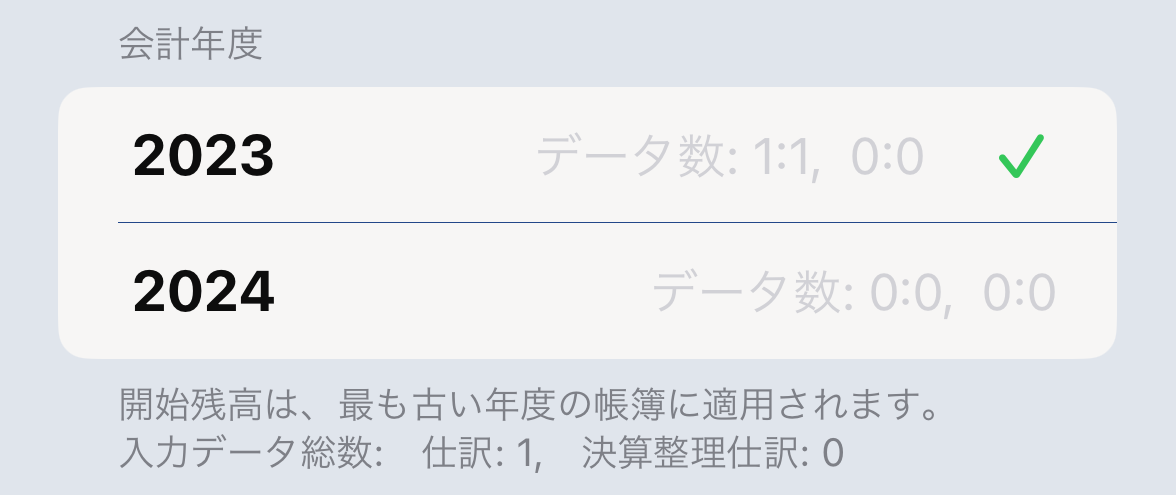 会計年度
2023 データ数: 1:1, 0:0
2024 データ数: 0:0, 0:0
開始残高は、最も古い年度の帳簿に適用されます。
入力データ総数: 仕訳: 1, 決算整理仕訳: 0